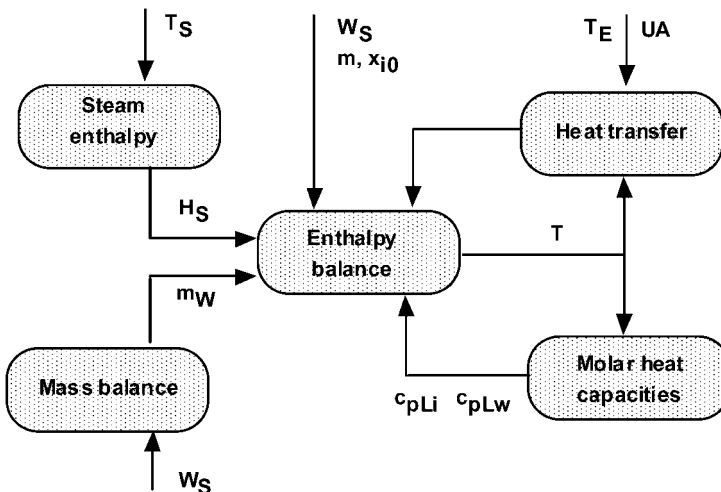 T_S
W_S
m, x_i0
T_E UA
Steam
enthalpy
Heat transfer
H_S
Enthalpy
balance
T
m_W
Mass balance
Molar heat
capacities
c_pLi c_pLw
W_S